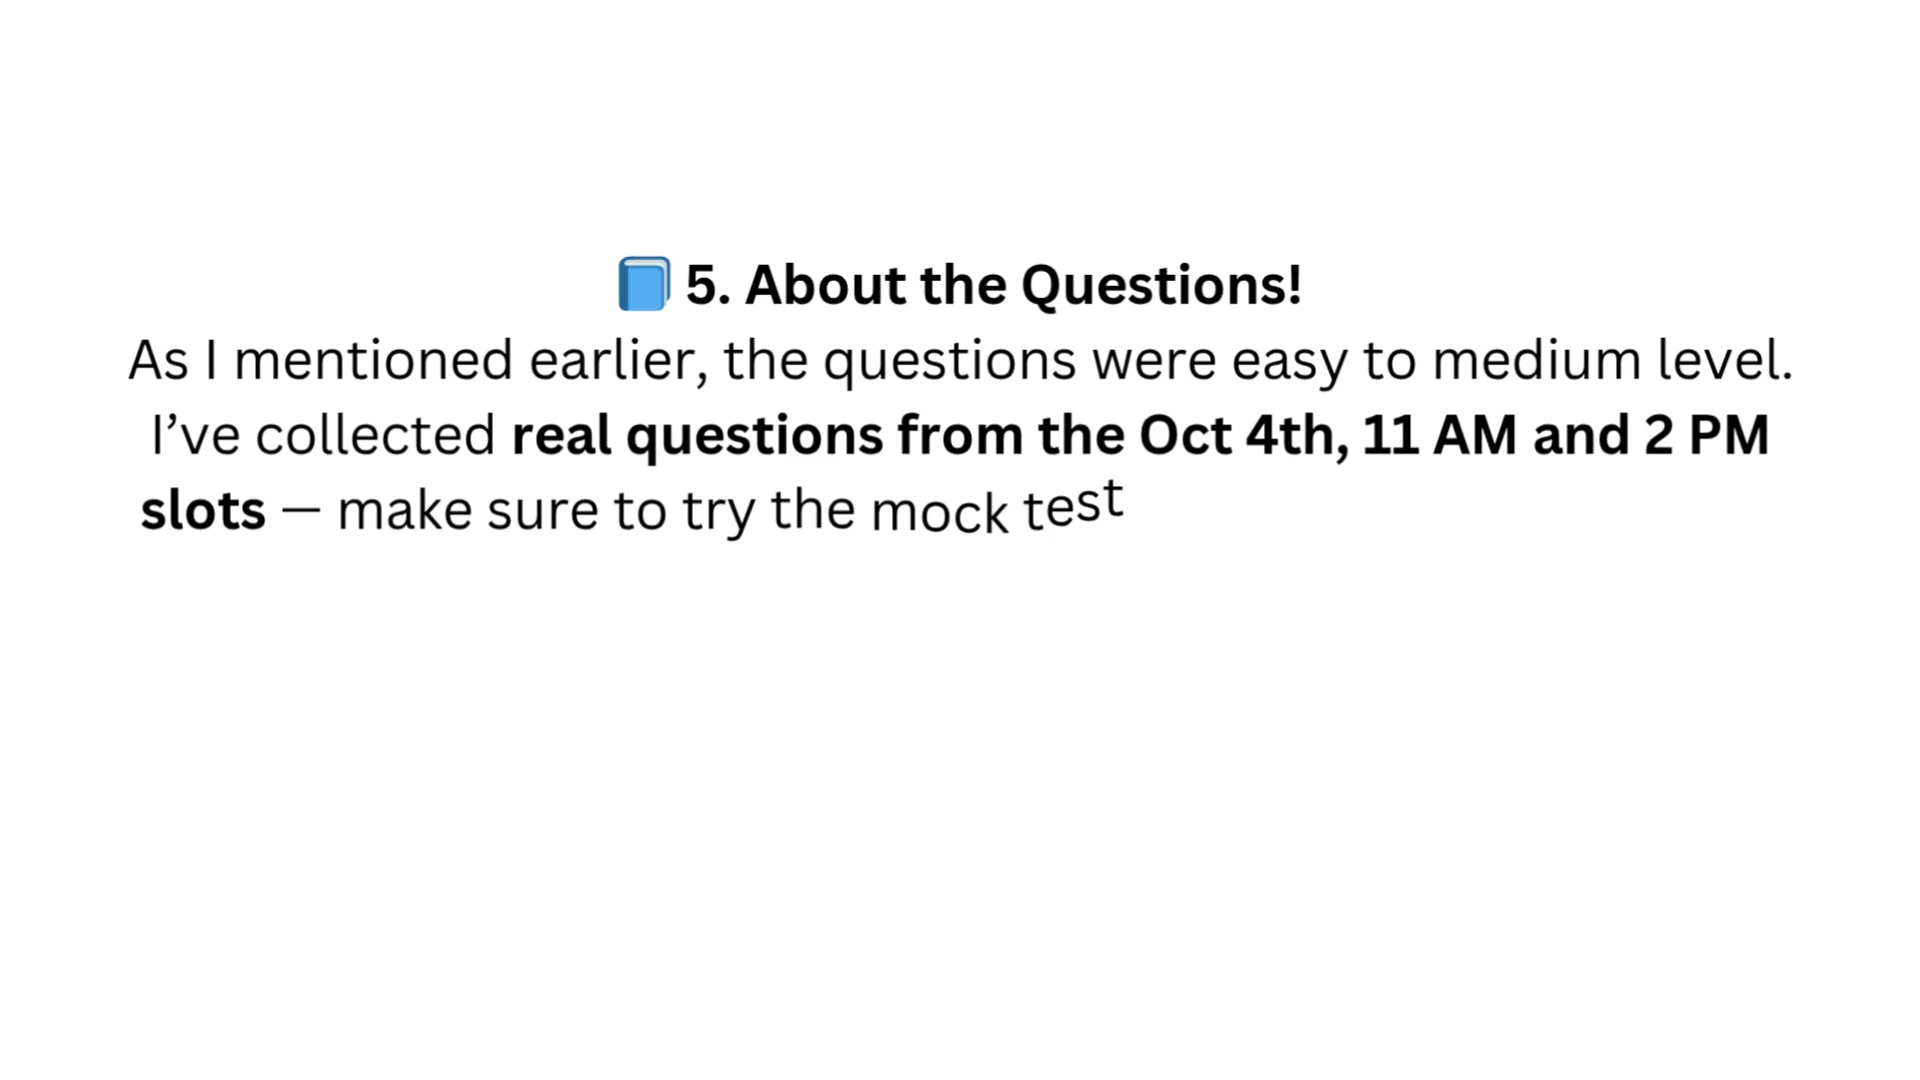 📘 5. About the Questions!
As I mentioned earlier, the questions were easy to medium level.
I’ve collected real questions from the Oct 4th, 11 AM and 2 PM
slots — make sure to try the mock test